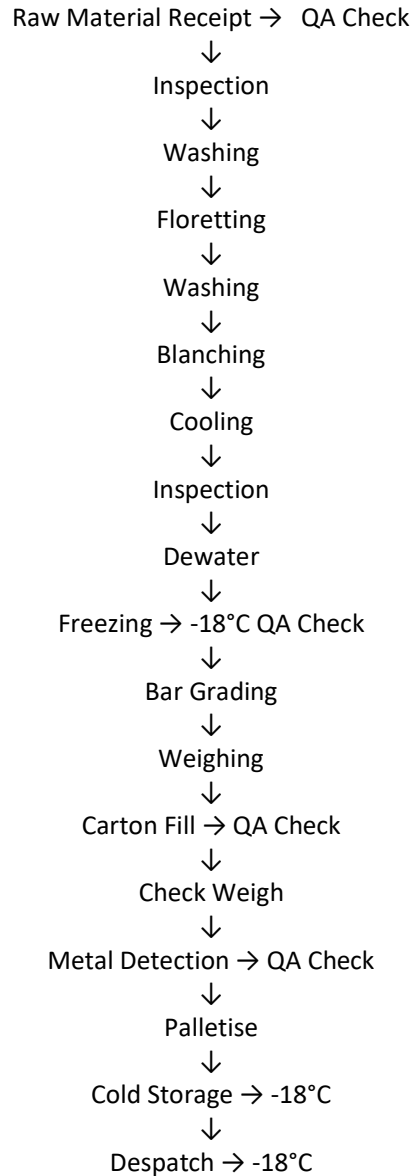 Raw Material Receipt → QA Check
↓
Inspection
↓
Washing
↓
Floretting
↓
Washing
↓
Blanching
↓
Cooling
↓
Inspection
↓
Dewater
↓
Freezing → -18°C QA Check
↓
Bar Grading
↓
Weighing
↓
Carton Fill → QA Check
↓
Check Weigh
↓
Metal Detection → QA Check
↓
Palletise
↓
Cold Storage → -18°C
↓
Despatch → -18°C